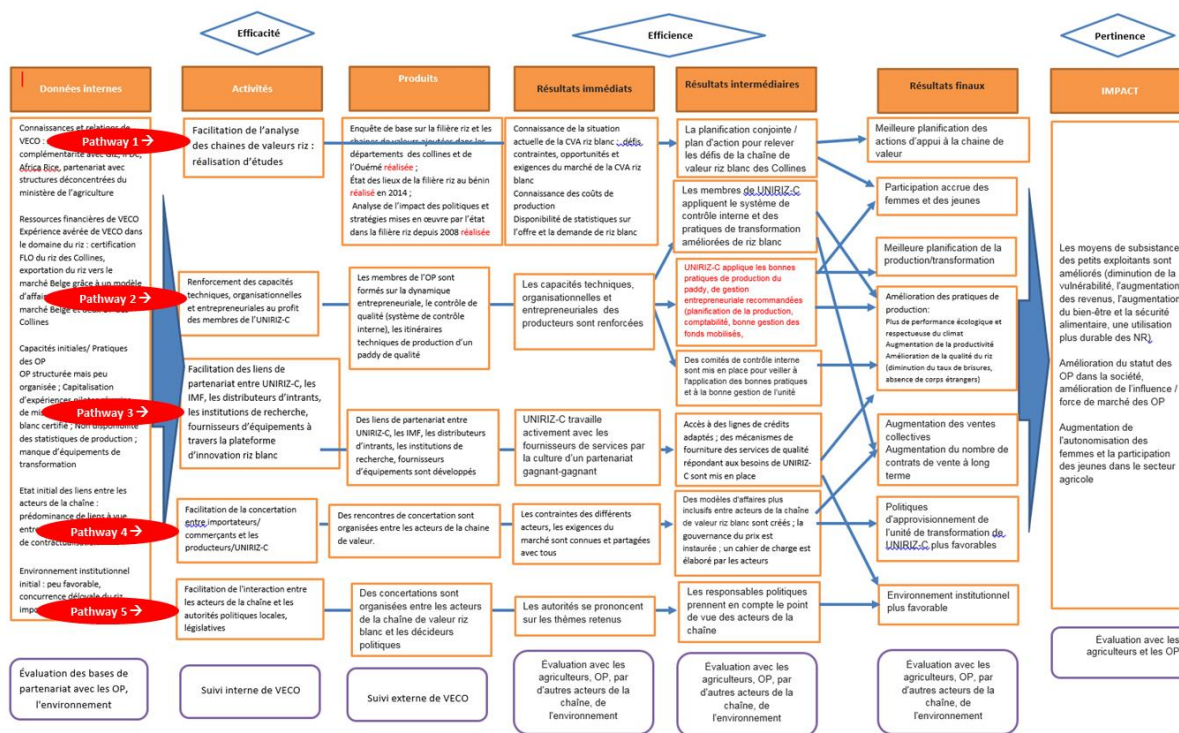 Efficacité
Efficience
Pertinence
Données internes
Activités
Produits
Résultats immédiats
Résultats intermédiaires
Résultats finaux
IMPACT
Connaissances et relations de
VECO :
Pathway 1 →
complémentarité avec
Africa Rice, partenariat avec
structures déconcentrées du
ministère de l'agriculture
Ressources financières de VECO
Expérience avérée de VECO dans
le domaine du riz : certification
FLO du riz des Collines,
exportation du riz vers le
marché Belge grâce à un modèle
d'affai
Pathway 2 →
marché Belge et
Collines
Capacités initiales/ Pratiques
des OP
OP structurée mais peu
organisée ; Capitalisation
d'expériences
Pathway 3 →
de mis
blanc certifié ; Non disponibilité
des statistiques de production ;
manque d'équipements de
transformation
Etat initial des liens entre les
acteurs de la chaîne :
prédominance de liens à vue
entre
Pathway 4 →
de contractualisation
Environnement institutionnel
initial : peu favorable,
concurrence déloyale du riz
impo
Pathway 5 →
Évaluation des bases de
partenariat avec les OP,
l'environnement
Facilitation de l'analyse
des chaines de valeurs riz :
réalisation d'études
Renforcement des capacités
techniques, organisationnelles
et entrepreneuriales au profit
des membres de l'UNIRIZ-C
Facilitation des liens de
partenariat entre UNIRIZ-C, les
IMF, les distributeurs d'intrants,
les institutions de recherche,
fournisseurs d'équipements à
travers la plateforme
d'innovation riz blanc
Facilitation de la concertation
entre importateurs/
commerçants et les
producteurs/UNIRIZ-C
Facilitation de l'interaction entre
les acteurs de la chaîne et les
autorités politiques locales,
législatives
Suivi interne de VECO
Enquête de base sur la filière riz et les
chaines de valeurs ajoutées dans les
départements des collines et de
l'Ouémé réalisée ;
État des lieux de la filière riz au bénin
réalisé en 2014 ;
Analyse de l'impact des politiques et
stratégies mises en œuvre par l'état
dans la filière riz depuis 2008 réalisée
Les membres de l'OP sont
formés sur la dynamique
entrepreneuriale, le contrôle de
qualité (système de contrôle
interne), les itinéraires
techniques de production d'un
paddy de qualité
Des liens de partenariat entre
UNIRIZ-C, les IMF, les distributeurs
d'intrants, les institutions de
recherche, fournisseurs
d'équipements sont développés
Des rencontres de concertation sont
organisées entre les acteurs de la chaine
de valeur.
Des concertations sont
organisées entre les acteurs
de la chaîne de valeur riz
blanc et les décideurs
politiques
Suivi externe de VECO
Connaissance de la situation
actuelle de la CVA riz blanc : défis,
contraintes, opportunités et
exigences du marché de la CVA riz
blanc
Connaissance des coûts de
production
Disponibilité de statistiques sur
l'offre et la demande de riz blanc
Les capacités techniques,
organisationnelles et
entrepreneuriales des
producteurs sont renforcées
UNIRIZ-C travaille
activement avec les
fournisseurs de services par
la culture d'un partenariat
gagnant-gagnant
Les contraintes des différents
acteurs, les exigences du
marché sont connues et partagées
avec tous
Les autorités se prononcent
sur les thèmes retenus
Évaluation avec les
agriculteurs, OP, par
d'autres acteurs de la
chaîne, de
l'environnement
La planification conjointe /
plan d'action pour relever
les défis de la chaîne de
valeur riz blanc des Collines
Les membres de UNIRIZ-C
appliquent le système de
contrôle interne et des
pratiques de transformation
améliorées de riz blanc
UNIRIZ-C applique les bonnes
pratiques de production du
paddy, de gestion
entrepreneuriale recommandées
(planification de la production,
comptabilité, bonne gestion des
fonds mobilisés,
Des comités de contrôle interne
sont mis en place pour veiller à
l'application des bonnes pratiques
et à la bonne gestion de l'unité
Accès à des lignes de crédits
adaptés ; des mécanismes de
fourniture des services de qualité
répondant aux besoins de UNIRIZ-
C sont mis en place
Des modèles d'affaires plus
inclusifs entre acteurs de la chaîne
de valeur riz blanc sont créés ; la
gouvernance du prix est
instaurée ; un cahier de charge est
élaboré par les acteurs
Les responsables politiques
prennent en compte le point
de vue des acteurs de la
chaîne
Évaluation avec les
agriculteurs, OP, par
d'autres acteurs de la
chaîne, de
l'environnement
Meilleure planification des
actions d'appui à la chaine de
valeur
Participation accrue des
femmes et des jeunes
Meilleure planification de la
production/transformation
Amélioration des pratiques de
production:
Plus de performance écologique et
respectueuse du climat
Augmentation de la productivité
Amélioration de la qualité du riz
(diminution du taux de brisures,
absence de corps étrangers)
Augmentation des ventes
collectives
Augmentation du nombre de
contrats de vente à long
terme
Politiques
d'approvisionnement de
l'unité de transformation de
UNIRIZ-C plus favorables
Environnement institutionnel
plus favorable
Évaluation avec les
agriculteurs, OP, par
d'autres acteurs de la
chaîne, de
l'environnement
Les moyens de subsistance
des petits exploitants sont
améliorés (diminution de la
vulnérabilité, l'augmentation
des revenus, l'augmentation
du bien-être et la sécurité
alimentaire, une utilisation
plus durable des NR)
Amélioration du statut des
OP dans la société,
amélioration de l'influence /
force de marché des OP
Augmentation de
l'autonomisation des
femmes et la participation
des jeunes dans le secteur
agricole
Évaluation avec les
agriculteurs et les OP